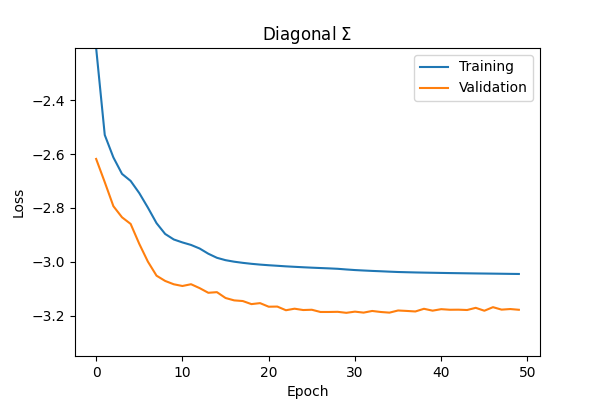 Diagonal Σ
Training
Validation
−2.4
−2.6
−2.8
−3.0
−3.2
Loss
0 10 20 30 40 50
Epoch